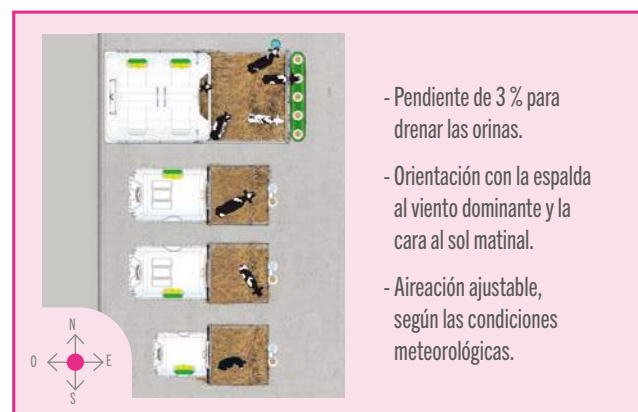 - Pendiente de 3 % para
drenar las orinas.
- Orientación con la espalda
al viento dominante y la
cara al sol matinal.
- Aireación ajustable,
según las condiciones
meteorológicas.
N
O E
S